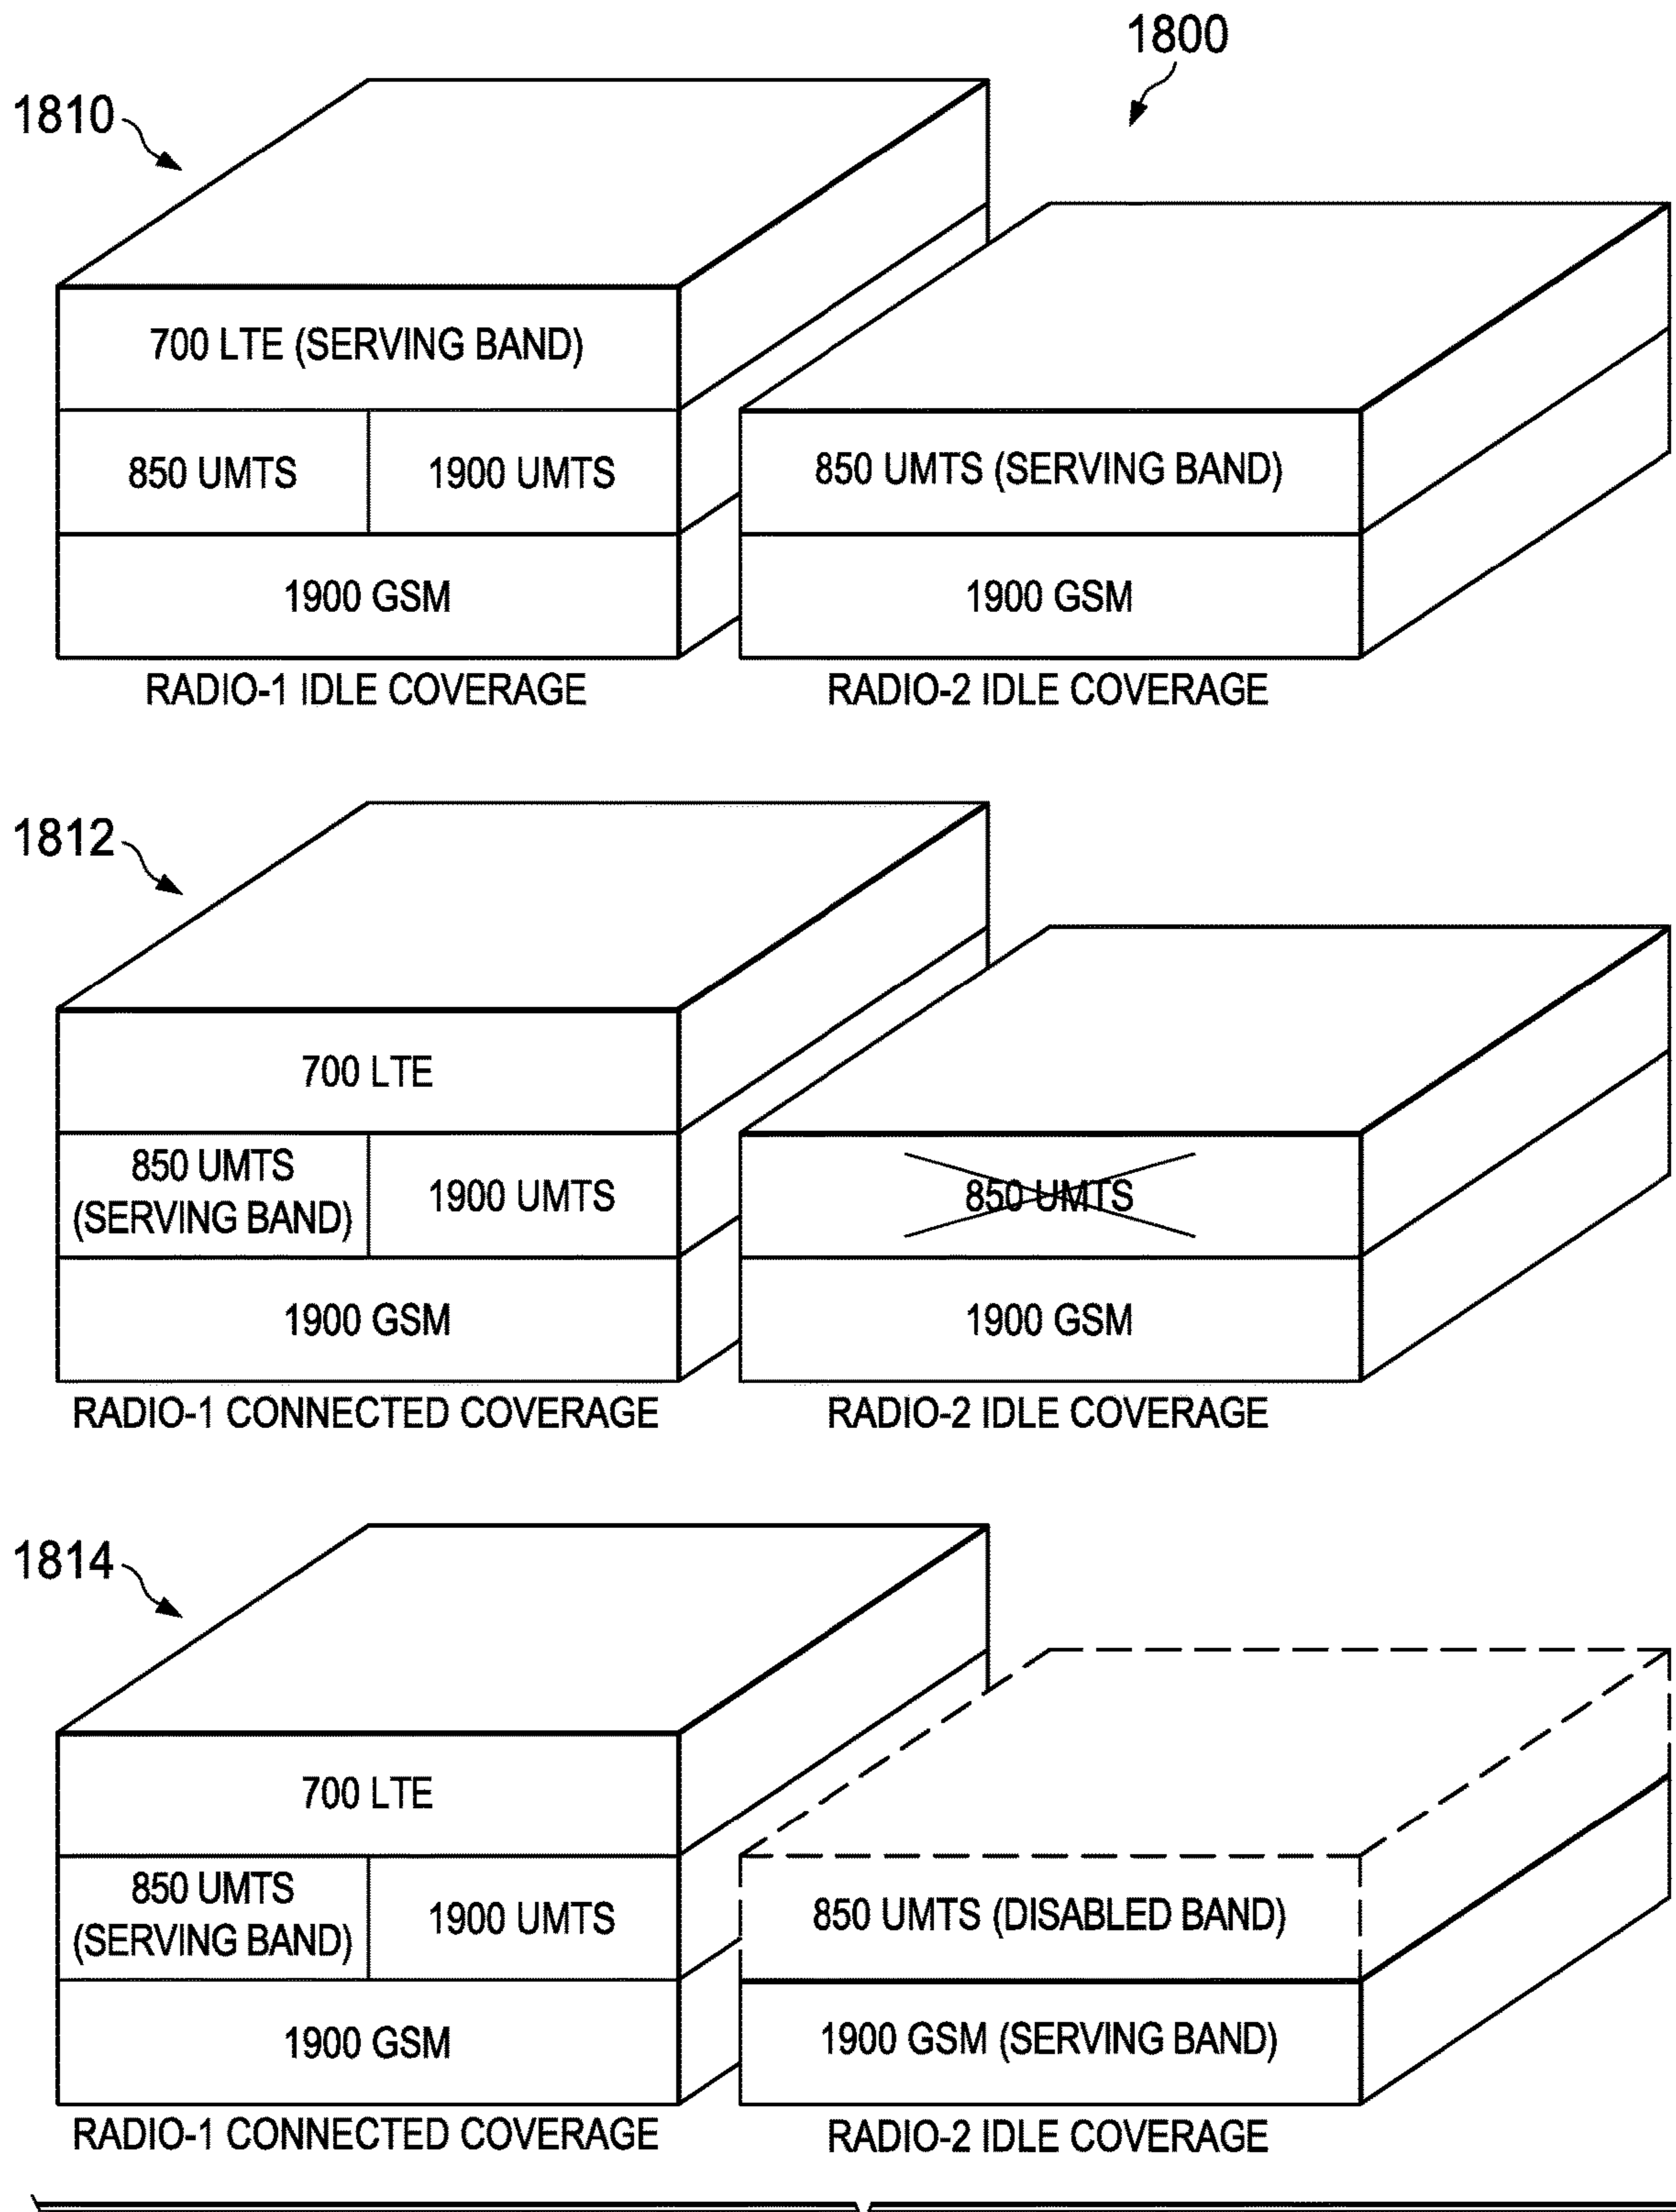 1800
1810
700 LTE (SERVING BAND)
850 UMTS
1900 UMTS
1900 GSM
RADIO-1 IDLE COVERAGE
850 UMTS (SERVING BAND)
1900 GSM
RADIO-2 IDLE COVERAGE
1812
700 LTE
850 UMTS
(SERVING BAND)
1900 UMTS
1900 GSM
RADIO-1 CONNECTED COVERAGE
850 UMTS
1900 GSM
RADIO-2 IDLE COVERAGE
1814
700 LTE
850 UMTS
(SERVING BAND)
1900 UMTS
1900 GSM
RADIO-1 CONNECTED COVERAGE
850 UMTS (DISABLED BAND)
1900 GSM (SERVING BAND)
RADIO-2 IDLE COVERAGE